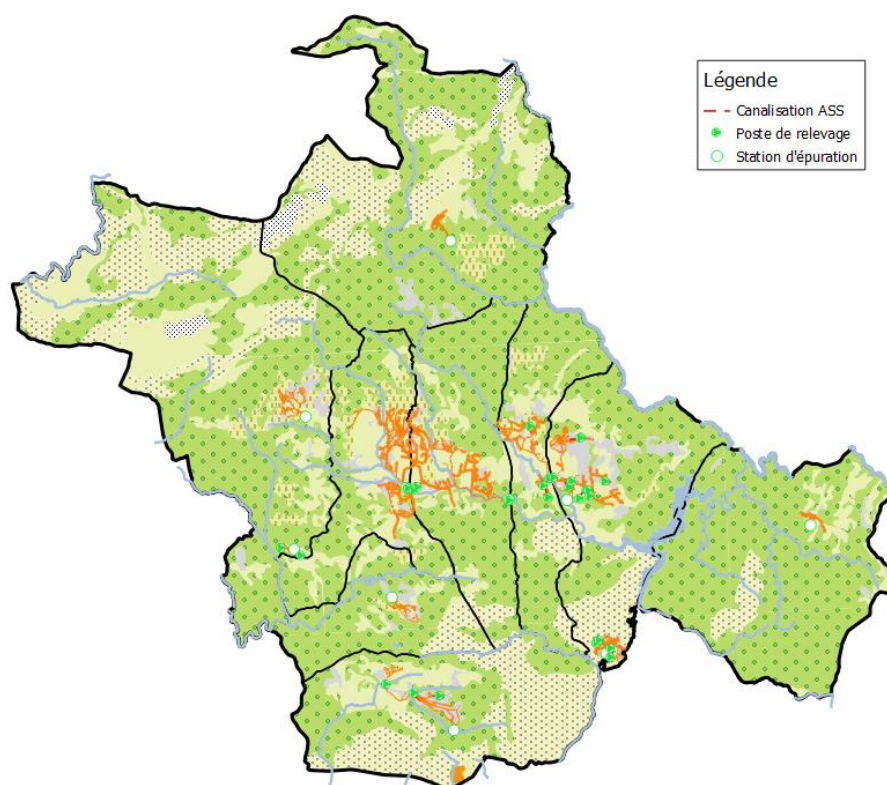 Légende
Canalisation ASS
Poste de relevage
Station d'épuration